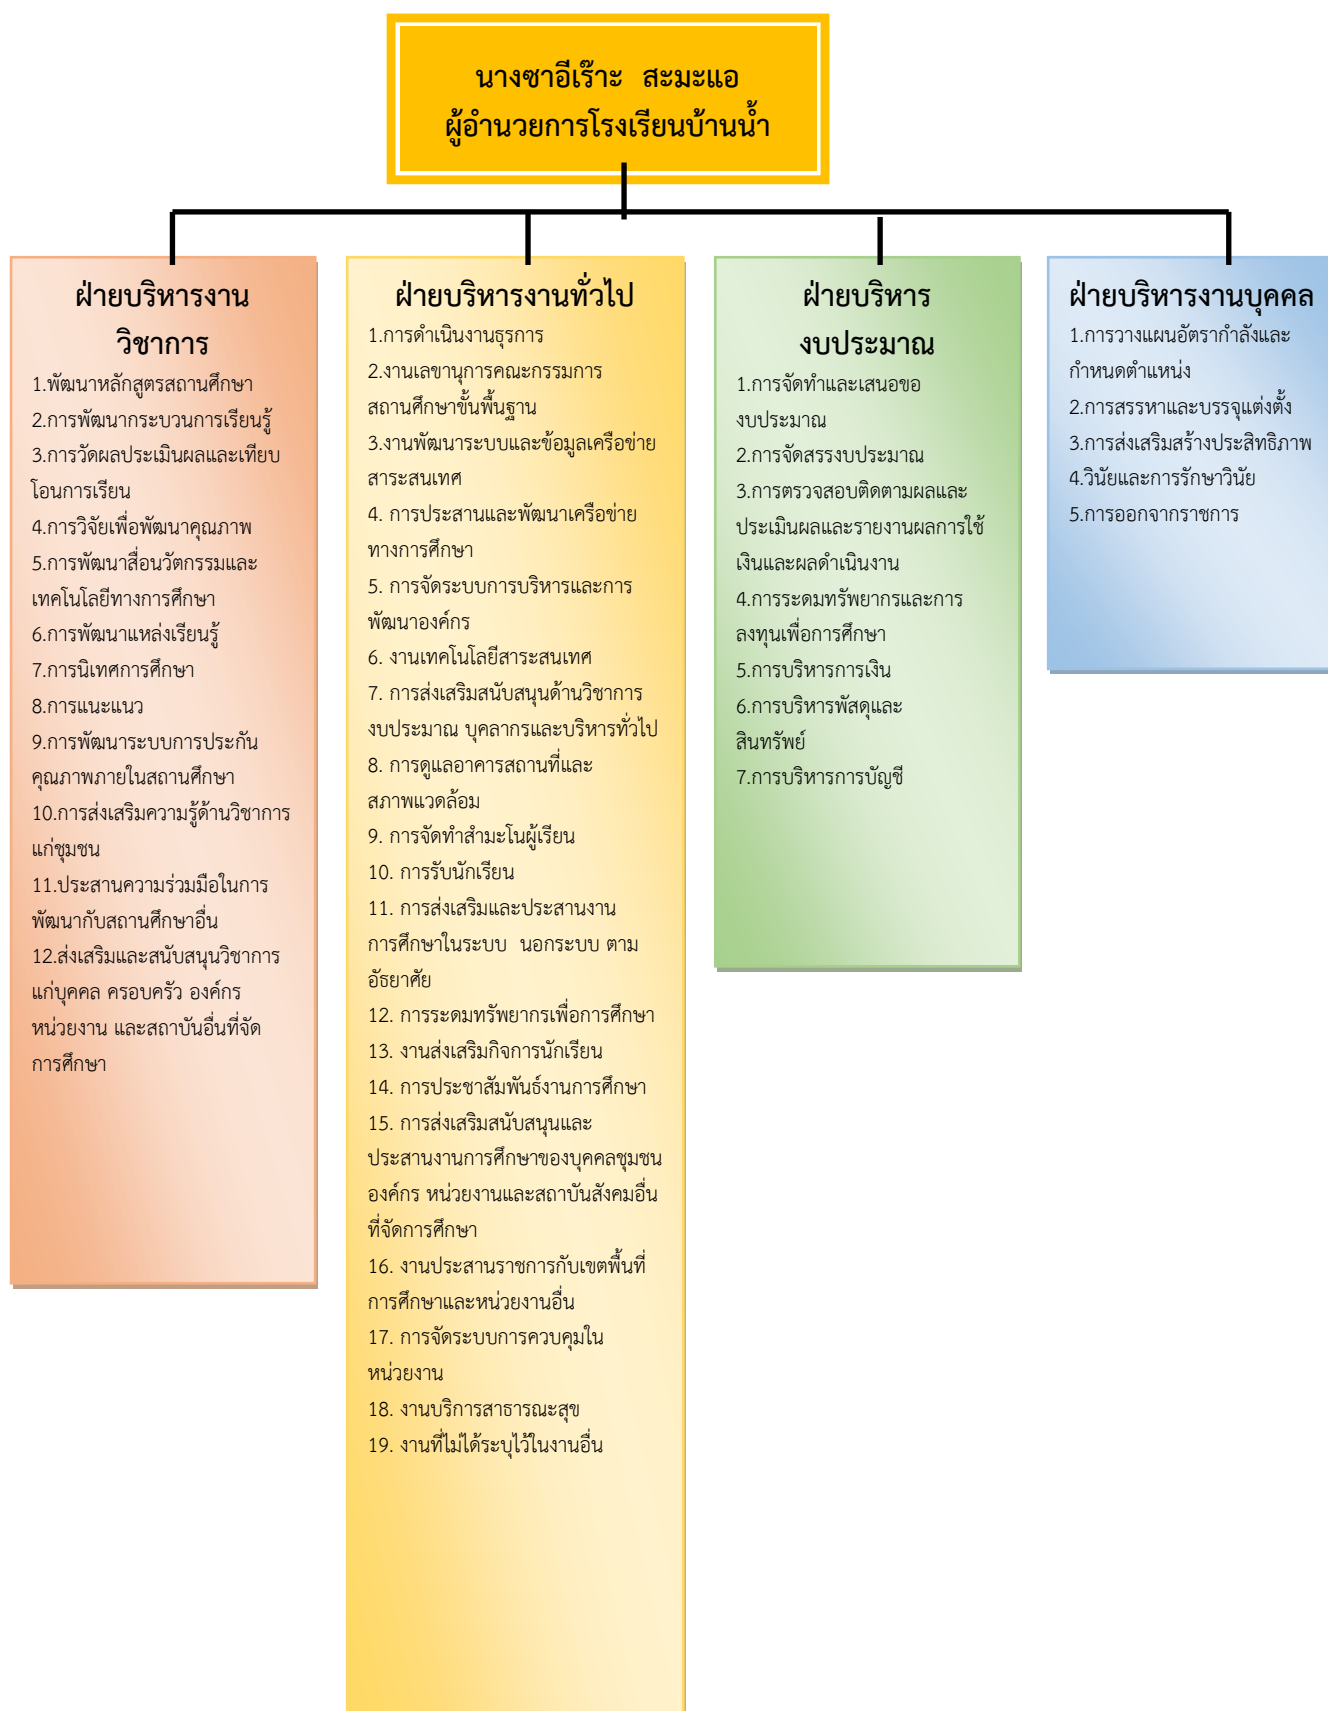 นางซาอีเร๊าะ  สะมะแอ
ผู้อำนวยการโรงเรียนบ้านน้ำ
ฝ่ายบริหารงาน
วิชาการ
1.พัฒนาหลักสูตรสถานศึกษา
2.การพัฒนากระบวนการเรียนรู้
3.การวัดผลประเมินผลและเทียบ
โอนการเรียน
4.การวิจัยเพื่อพัฒนาคุณภาพ
5.การพัฒนาสื่อนวัตกรรมและ
เทคโนโลยีทางการศึกษา
6.การพัฒนาแหล่งเรียนรู้
7.การนิเทศการศึกษา
8.การแนะแนว
9.การพัฒนาระบบการประกัน
คุณภาพภายในสถานศึกษา
10.การส่งเสริมความรู้ด้านวิชาการ
แก่ชุมชน
11.ประสานความร่วมมือในการ
พัฒนากับสถานศึกษาอื่น
12.ส่งเสริมและสนับสนุนวิชาการ
แก่บุคคล ครอบครัว องค์กร
หน่วยงาน และสถาบันอื่นที่จัด
การศึกษา
ฝ่ายบริหารงานทั่วไป
1.การดำเนินงานธุรการ
2.งานเลขานุการคณะกรรมการ
สถานศึกษาขั้นพื้นฐาน
3.งานพัฒนาระบบและข้อมูลเครือข่าย
สาระสนเทศ
4. การประสานและพัฒนาเครือข่าย
ทางการศึกษา
5. การจัดระบบการบริหารและการ
พัฒนาองค์กร
6. งานเทคโนโลยีสาระสนเทศ
7. การส่งเสริมสนับสนุนด้านวิชาการ
งบประมาณ บุคลากรและบริหารทั่วไป
8. การดูแลอาคารสถานที่และ
สภาพแวดล้อม
9. การจัดทำสำมะโนผู้เรียน
10. การรับนักเรียน
11. การส่งเสริมและประสานงาน
การศึกษาในระบบ  นอกระบบ ตาม
อัธยาศัย
12. การระดมทรัพยากรเพื่อการศึกษา
13. งานส่งเสริมกิจการนักเรียน
14. การประชาสัมพันธ์งานการศึกษา
15. การส่งเสริมสนับสนุนและ
ประสานงานการศึกษาของบุคคลชุมชน
องค์กร หน่วยงานและสถาบันสังคมอื่น
ที่จัดการศึกษา
16. งานประสานราชการกับเขตพื้นที่
การศึกษาและหน่วยงานอื่น
17. การจัดระบบการควบคุมใน
หน่วยงาน
18. งานบริการสาธารณะสุข
19. งานที่ไม่ได้ระบุไว้ในงานอื่น
ฝ่ายบริหาร
งบประมาณ
1.การจัดทำและเสนอขอ
งบประมาณ
2.การจัดสรรงบประมาณ
3.การตรวจสอบติดตามผลและ
ประเมินผลและรายงานผลการใช้
เงินและผลดำเนินงาน
4.การระดมทรัพยากรและการ
ลงทุนเพื่อการศึกษา
5.การบริหารการเงิน
6.การบริหารพัสดุและ
สินทรัพย์
7.การบริหารการบัญชี
ฝ่ายบริหารงานบุคคล
1.การวางแผนอัตรากำลังและ
กำหนดตำแหน่ง
2.การสรรหาและบรรจุแต่งตั้ง
3.การส่งเสริมสร้างประสิทธิภาพ
4.วินัยและการรักษาวินัย
5.การออกจากราชการ